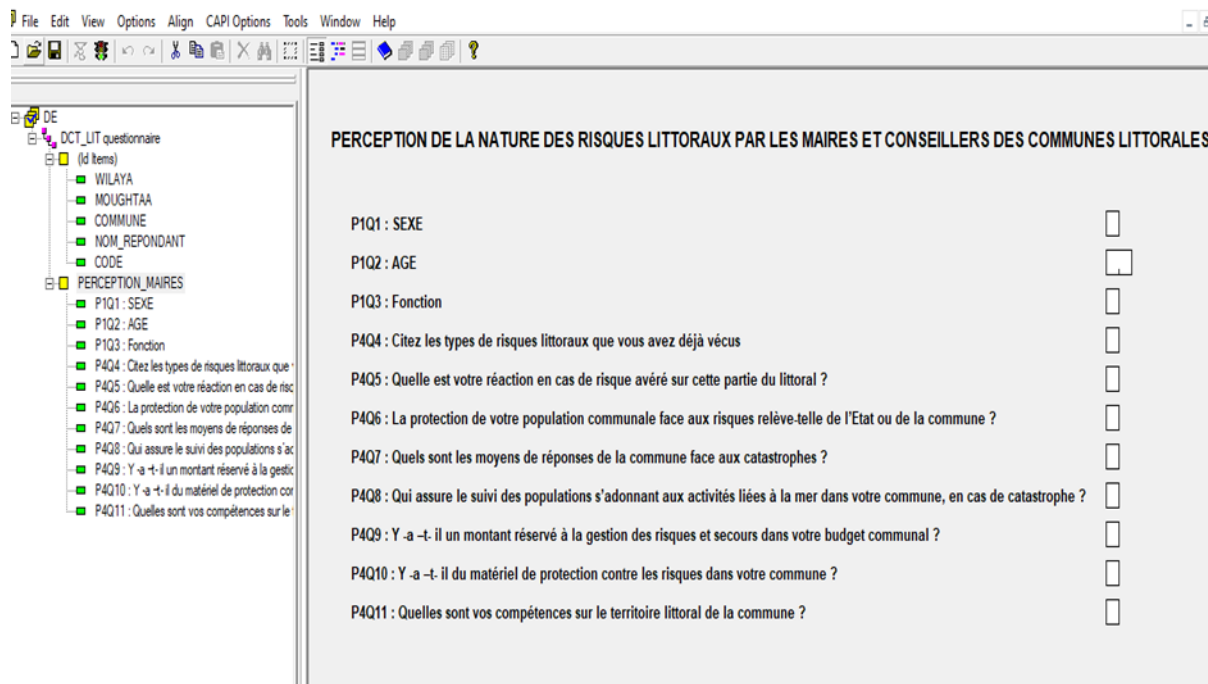 File Edit View Options Align CAPI Options Tools Window Help
DE
DCT_LIT questionnaire
(Id Items)
WILAYA
MOUGHTAA
COMMUNE
NOM_REPONDANT
CODE
PERCEPTION_MAIRES
P1Q1 : SEXE
P1Q2 : AGE
P1Q3 : Fonction
P4Q4 : Citez les types de risques littoraux que
P4Q5 : Quelle est votre réaction en cas de risc
P4Q6 : La protection de votre population comr
P4Q7 : Quels sont les moyens de réponses de
P4Q8 : Qui assure le suivi des populations s'ac
P4Q9 : Y -a -t- il un montant réservé à la gestic
P4Q10 : Y -a -t- il du matériel de protection cor
P4Q11 : Quelles sont vos compétences sur le
PERCEPTION DE LA NATURE DES RISQUES LITTORAUX PAR LES MAIRES ET CONSEILLERS DES COMMUNES LITTORALES
P1Q1 : SEXE
P1Q2 : AGE
P1Q3 : Fonction
P4Q4 : Citez les types de risques littoraux que vous avez déjà vécus
P4Q5 : Quelle est votre réaction en cas de risque avéré sur cette partie du littoral ?
P4Q6 : La protection de votre population communale face aux risques relève-telle de l'Etat ou de la commune ?
P4Q7 : Quels sont les moyens de réponses de la commune face aux catastrophes ?
P4Q8 : Qui assure le suivi des populations s'adonnant aux activités liées à la mer dans votre commune, en cas de catastrophe ?
P4Q9 : Y -a –t- il un montant réservé à la gestion des risques et secours dans votre budget communal ?
P4Q10 : Y -a –t- il du matériel de protection contre les risques dans votre commune ?
P4Q11 : Quelles sont vos compétences sur le territoire littoral de la commune ?